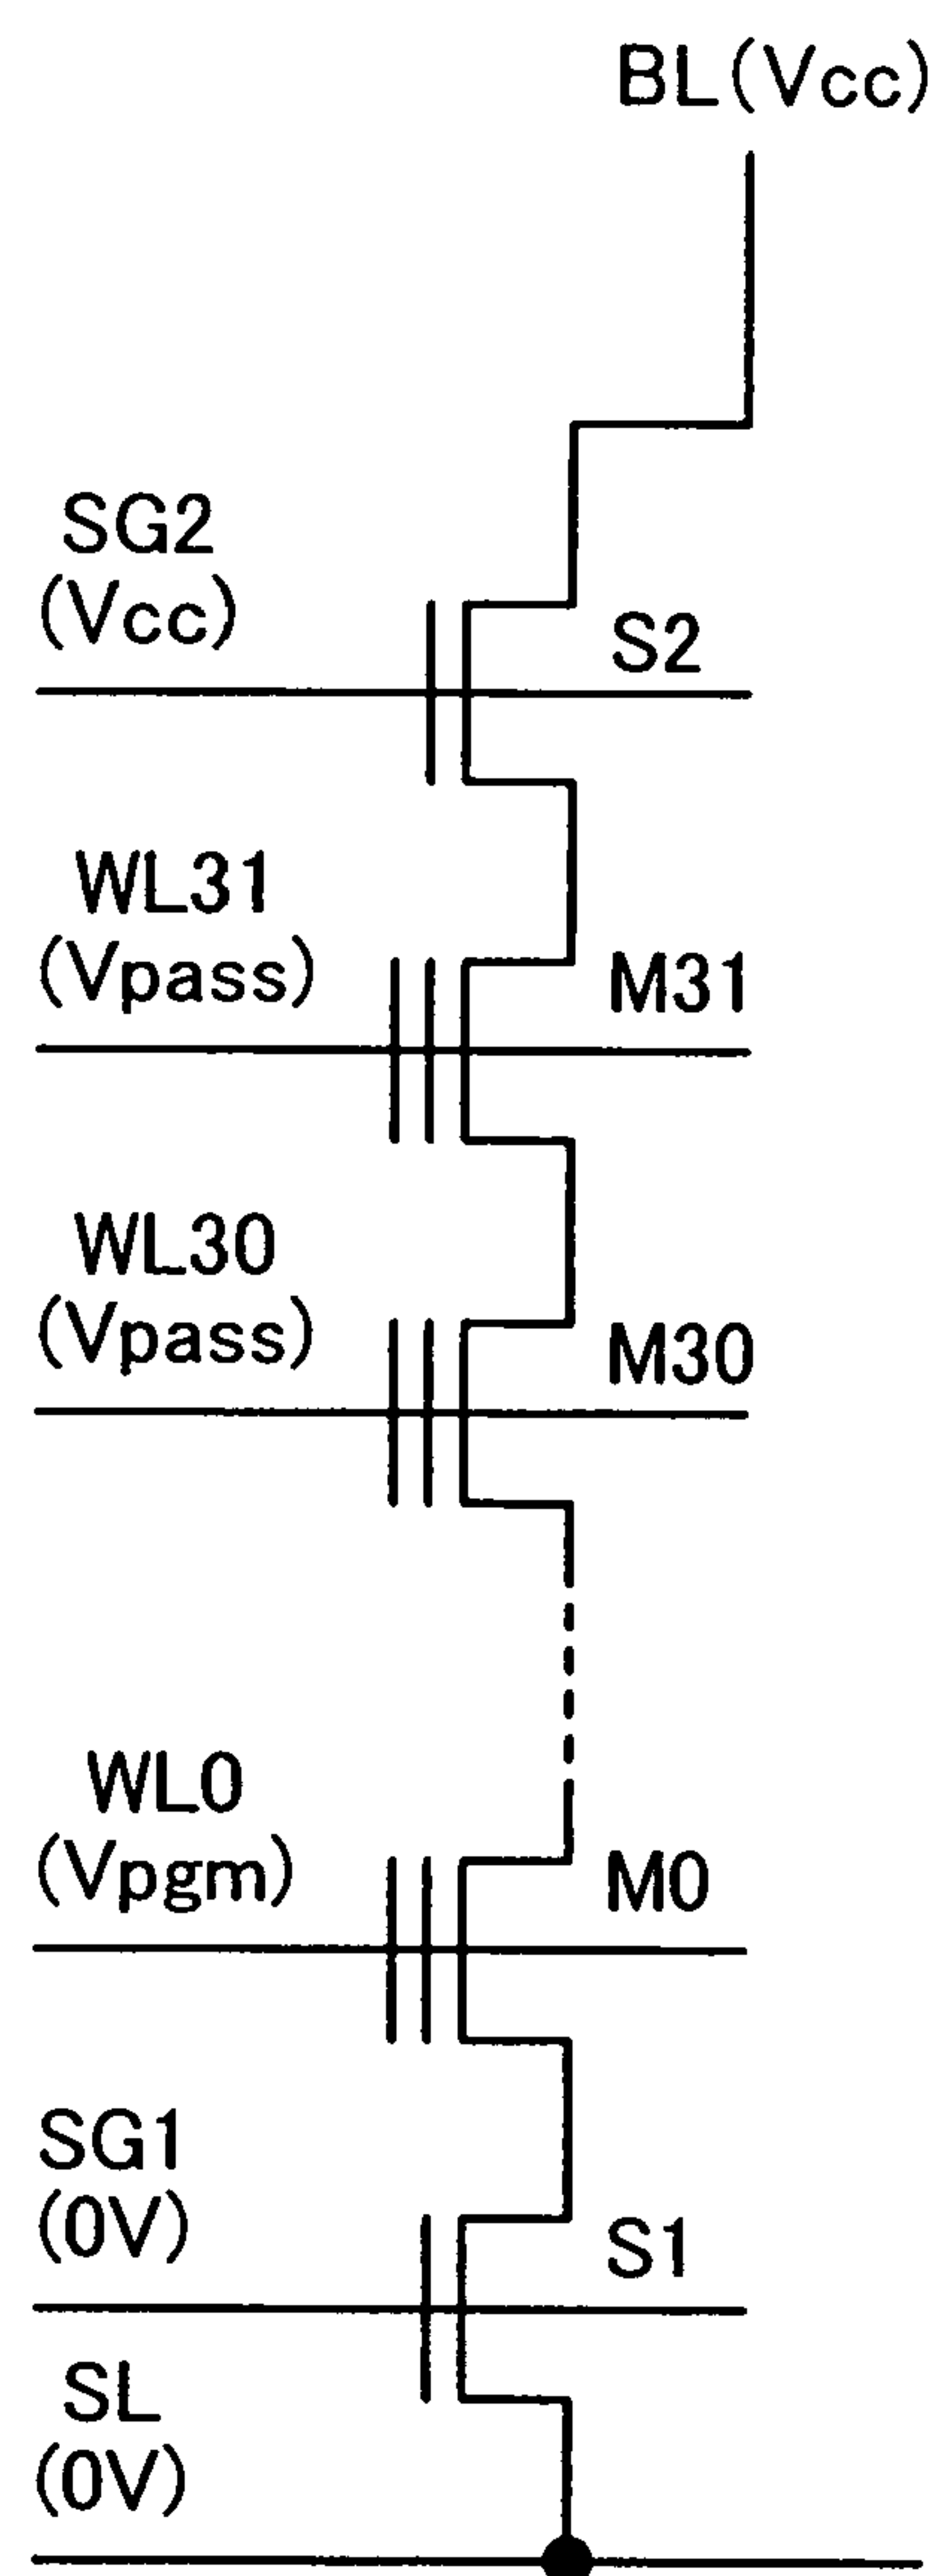 BL(Vcc)
SG2
(Vcc)
S2
WL31
(Vpass)
M31
WL30
(Vpass)
M30
WL0
(Vpgm)
M0
SG1
(0V)
S1
SL
(0V)